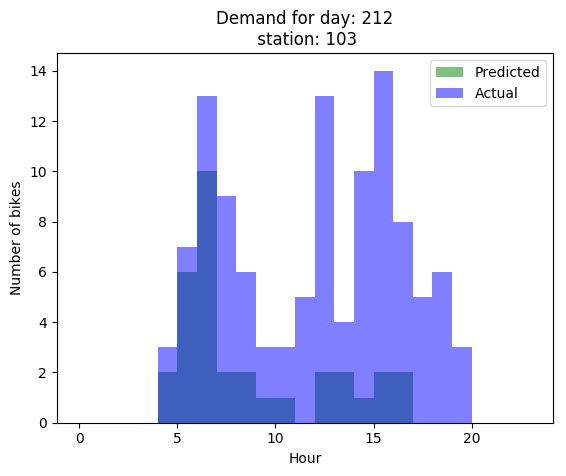 Demand for day: 212
station: 103
Predicted
Actual
14
12
10
8
6
4
2
0
Number of bikes
0 5 10 15 20
Hour